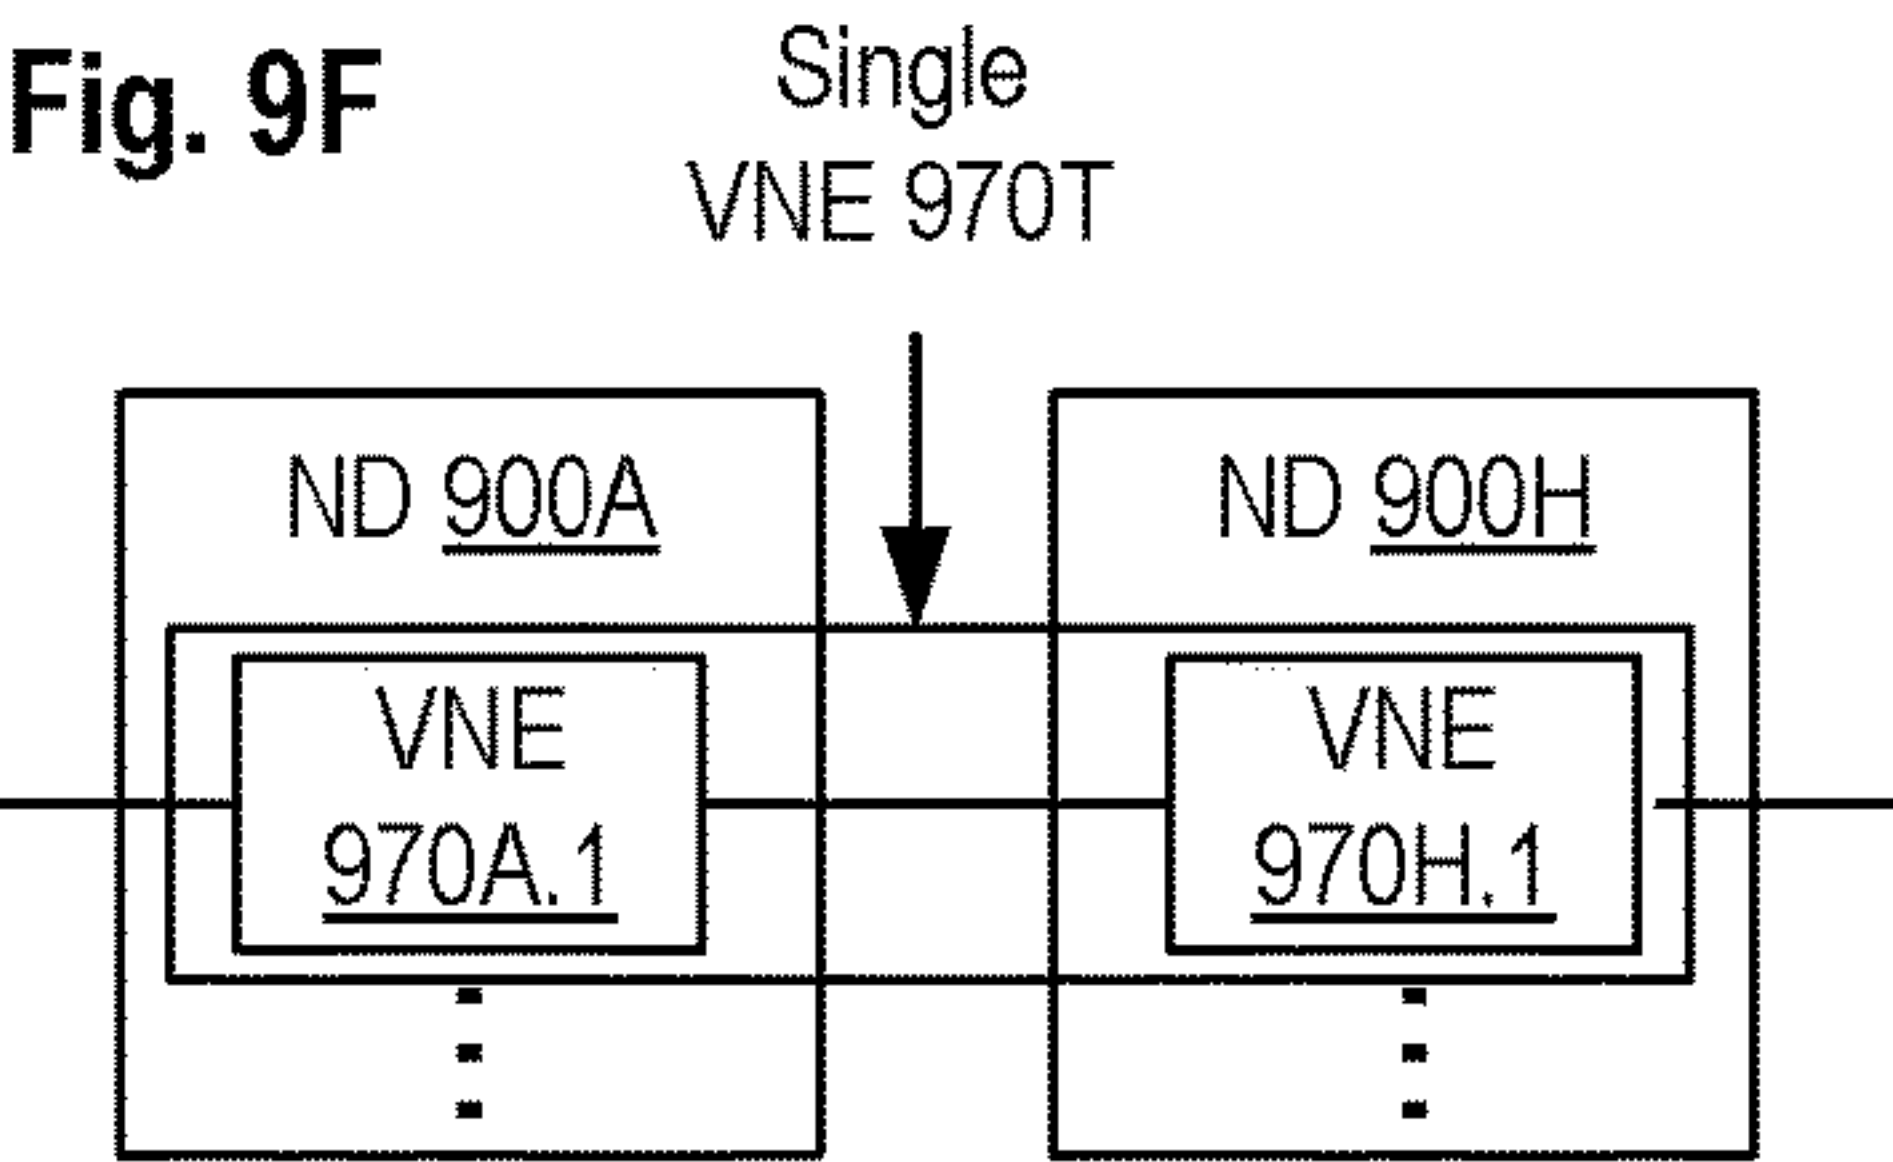 Fig. 9F
Single
VNE 970T
ND 900A
ND 900H
VNE
970A.1
VNE
970H.1